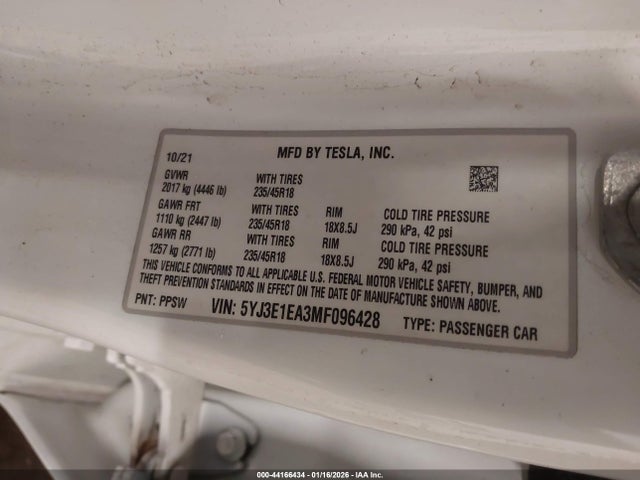 MFD BY TESLA, INC.
10/21
GVWR WITH TIRES
2017 kg (4446 lb) 235/45R18
GAWR FRT WITH TIRES RIM COLD TIRE PRESSURE
1110 kg (2447 lb) 235/45R18 18X8.5J 290 kPa, 42 psi
GAWR RR WITH TIRES RIM COLD TIRE PRESSURE
1257 kg (2771 lb) 235/45R18 18X8.5J 290 kPa, 42 psi
THIS VEHICLE CONFORMS TO ALL APPLICABLE U.S. FEDERAL MOTOR VEHICLE SAFETY, BUMPER, AND
THEFT PREVENTION STANDARDS IN EFFECT ON THE DATE OF MANUFACTURE SHOWN ABOVE.
PNT: PPSW VIN: 5YJ3E1EA3MF096428 TYPE: PASSENGER CAR
000-44166434 | 01/16/2026 | IAA Inc.